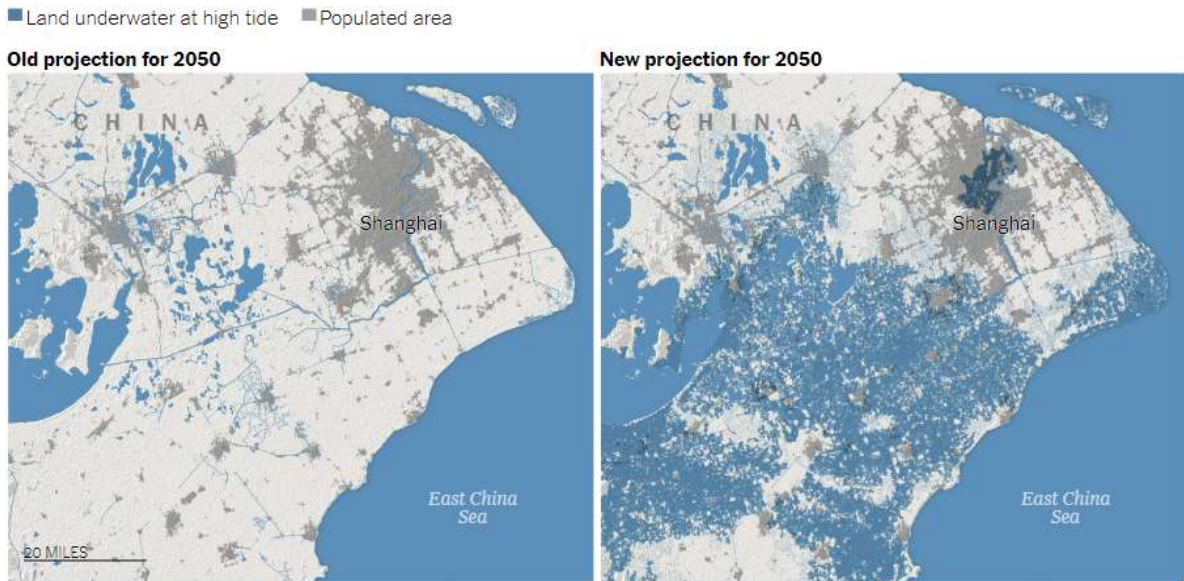 Land underwater at high tide
Populated area
Old projection for 2050
New projection for 2050
CHINA
Shanghai
East China
Sea
20 MILES
CHINA
Shanghai
East China
Sea